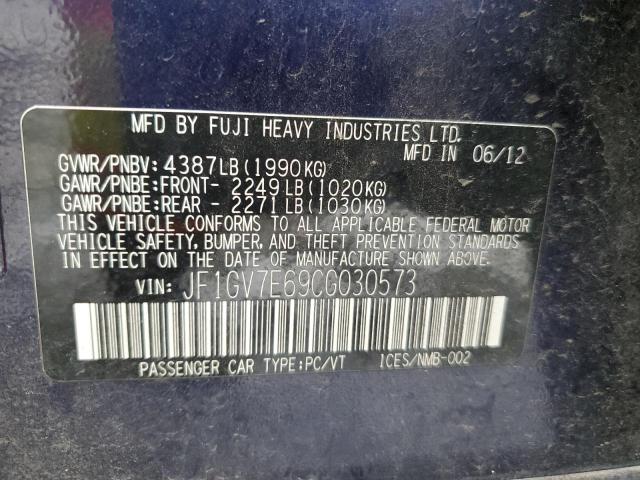 MFD BY FUJI HEAVY INDUSTRIES LTD.
MFD IN 06/12
GVWR/PNBV: 4387LB(1990KG)
GAWR/PNBE:FRONT- 2249LB(1020KG)
GAWR/PNBE:REAR - 2271LB(1030KG)
THIS VEHICLE CONFORMS TO ALL APPLICABLE FEDERAL MOTOR
VEHICLE SAFETY, BUMPER, AND THEFT PREVENTION STANDARDS
IN EFFECT ON THE DATE OF MANUFACTURE SHOWN ABOVE.
VIN: JF1GV7E69CG030573
PASSENGER CAR TYPE:PC/VT ICES/NMB-002